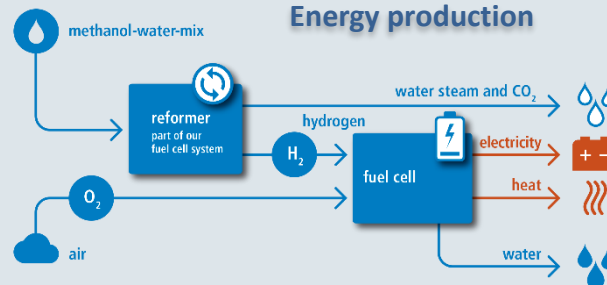 Energy production
methanol-water-mix
water steam and CO₂
reformer
part of our
fuel cell system
hydrogen
H₂
electricity
+ −
fuel cell
heat
O₂
air
water